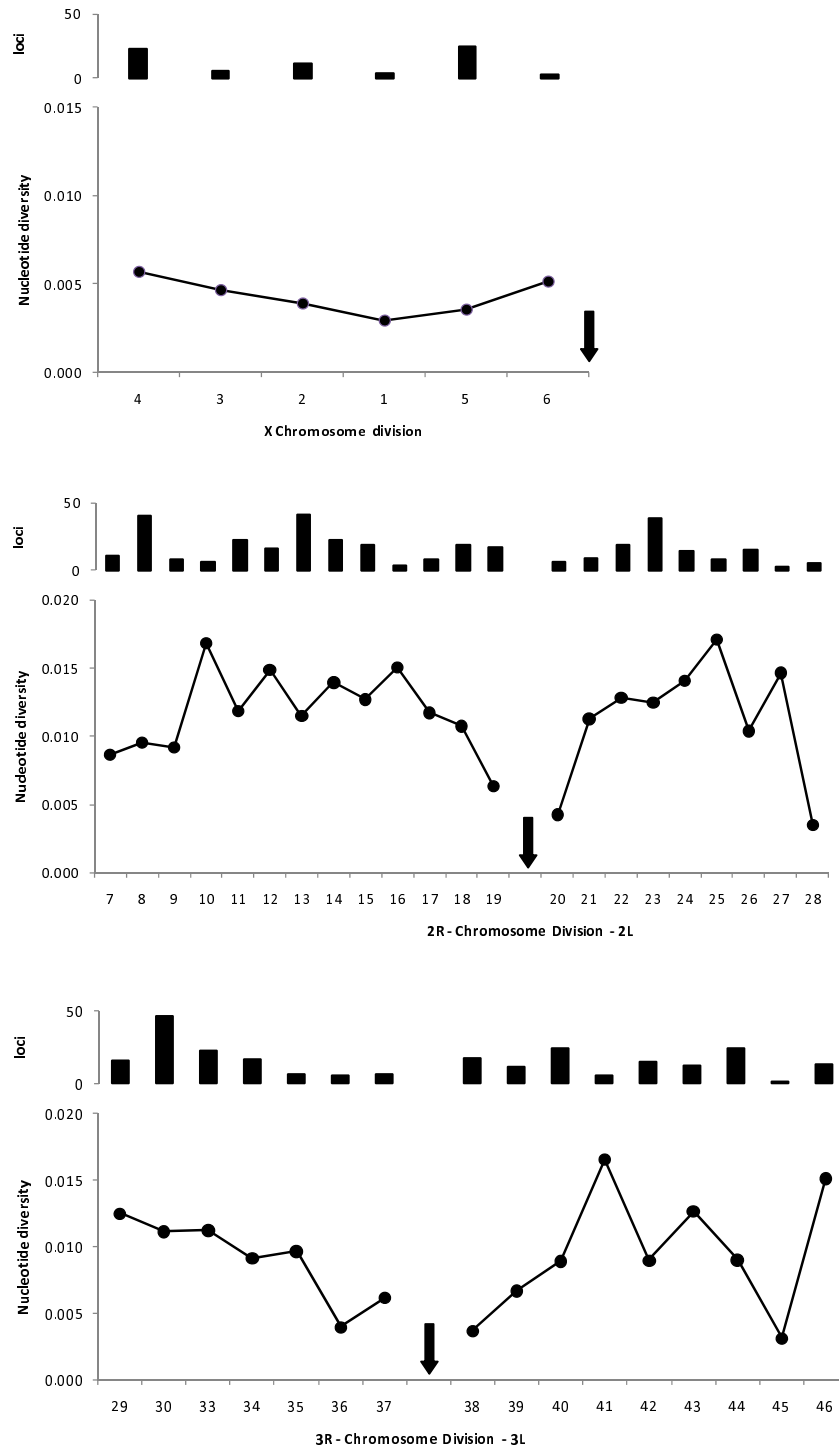 50
loci
0
0.015
0.010
Nucleotide diversity
0.005
0.000
4 3 2 1 5 6
X Chromosome division
50
loci
0
0.020
0.015
Nudeotide diversity
0.010
0.005
0.000
7 8 9 10 11 12 13 14 15 16 17 18 19 20 21 22 23 24 25 26 27 28
2R - Chromosome Division - 2L
50
loci
0
0.020
0.015
Nucleotide diversity
0.010
0.005
0.000
29 30 33 34 35 36 37 38 39 40 41 42 43 44 45 46
3R - Chromosome Division - 3L